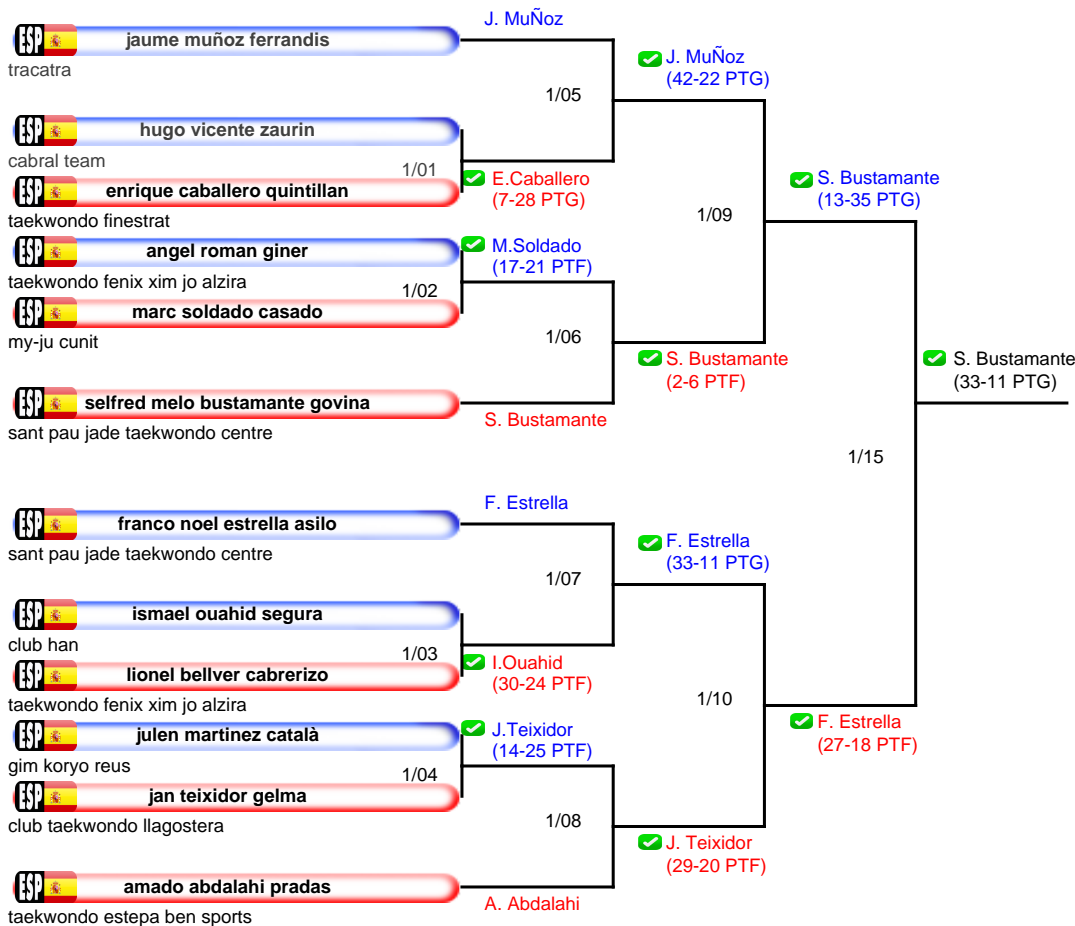 J. MuÑoz
ESP jaume muñoz ferrandis
tracatra
J. MuÑoz
(42-22 PTG)
1/05
ESP hugo vicente zaurin
cabral team
1/01
E.Caballero
(7-28 PTG)
ESP enrique caballero quintillan
taekwondo finestrat
S. Bustamante
(13-35 PTG)
1/09
ESP angel roman giner
taekwondo fenix xim jo alzira
M.Soldado
(17-21 PTF)
1/02
ESP marc soldado casado
my-ju cunit
1/06
S. Bustamante
(2-6 PTF)
S. Bustamante
(33-11 PTG)
ESP selfred melo bustamante govina
sant pau jade taekwondo centre
S. Bustamante
1/15
F. Estrella
ESP franco noel estrella asilo
sant pau jade taekwondo centre
F. Estrella
(33-11 PTG)
1/07
ESP ismael ouahid segura
club han
1/03
I.Ouahid
(30-24 PTF)
ESP lionel bellver cabrerizo
taekwondo fenix xim jo alzira
1/10
F. Estrella
(27-18 PTF)
ESP julen martinez català
gim koryo reus
J.Teixidor
(14-25 PTF)
1/04
ESP jan teixidor gelma
club taekwondo llagostera
1/08
J. Teixidor
(29-20 PTF)
ESP amado abdalahi pradas
taekwondo estepa ben sports
A. Abdalahi